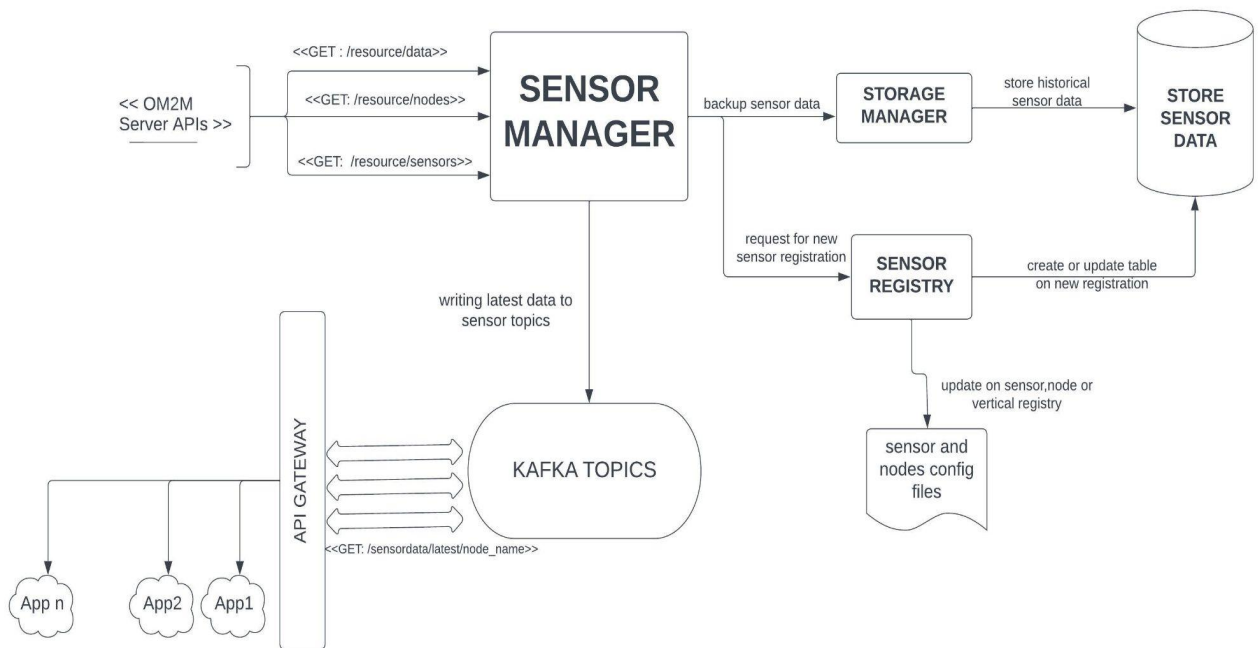 <<GET : /resource/data>>
<< OM2M
Server APIs >>
<<GET: /resource/nodes>>
<<GET:  /resource/sensors>>
SENSOR
MANAGER
backup sensor data
STORAGE
MANAGER
store historical
sensor data
STORE
SENSOR
DATA
request for new
sensor registration
SENSOR
REGISTRY
create or update table
on new registration
writing latest data to
sensor topics
update on sensor,node or
vertical registry
sensor and
nodes config
files
API GATEWAY
KAFKA TOPICS
<<GET: /sensordata/latest/node_name>>
App n
App2
App1